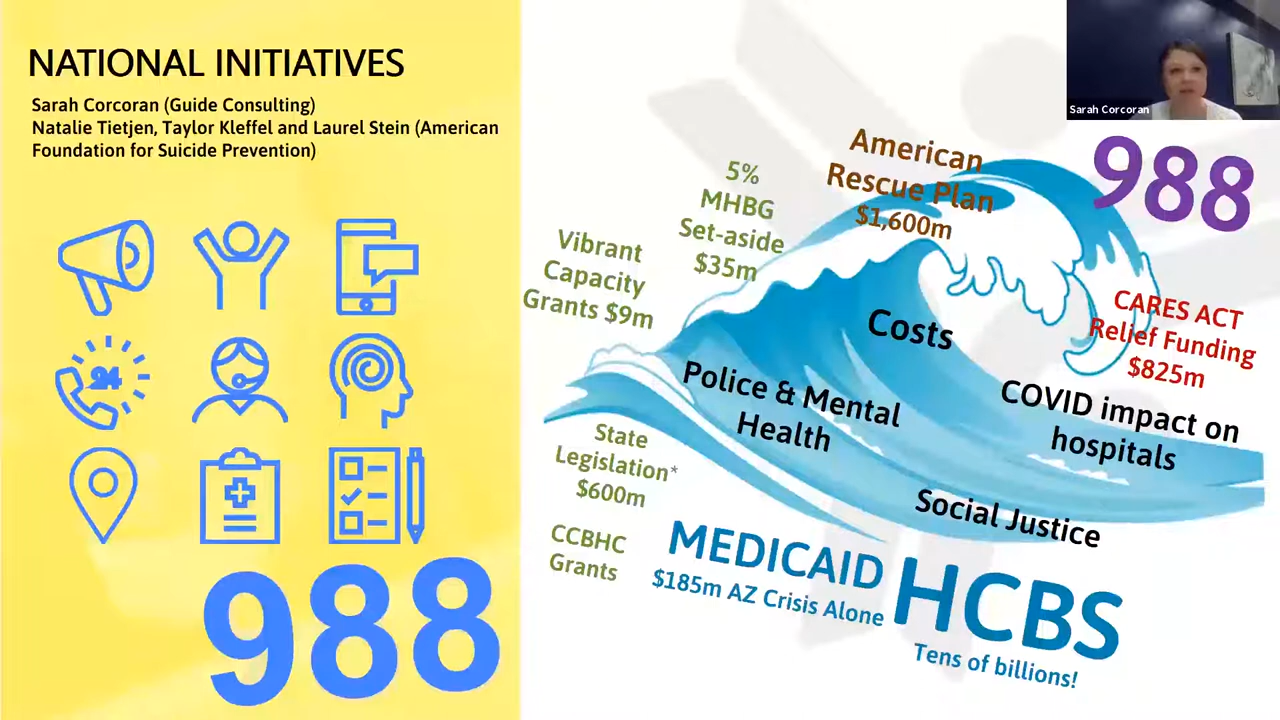 NATIONAL INITIATIVES
Sarah Corcoran (Guide Consulting)
Natalie Tietjen, Taylor Kleffel and Laurel Stein (American
Foundation for Suicide Prevention)
24
988
Sarah Corcoran
988
American
Rescue Plan
$1,600m
5%
MHBG
Set-aside
$35m
Vibrant
Capacity
Grants $9m
CARES ACT
Relief Funding
$825m
Costs
Police & Mental
Health
COVID impact on
hospitals
State
Legislation*
$600m
Social Justice
CCBHC
Grants
MEDICAID
$185m AZ Crisis Alone
HCBS
Tens of billions!